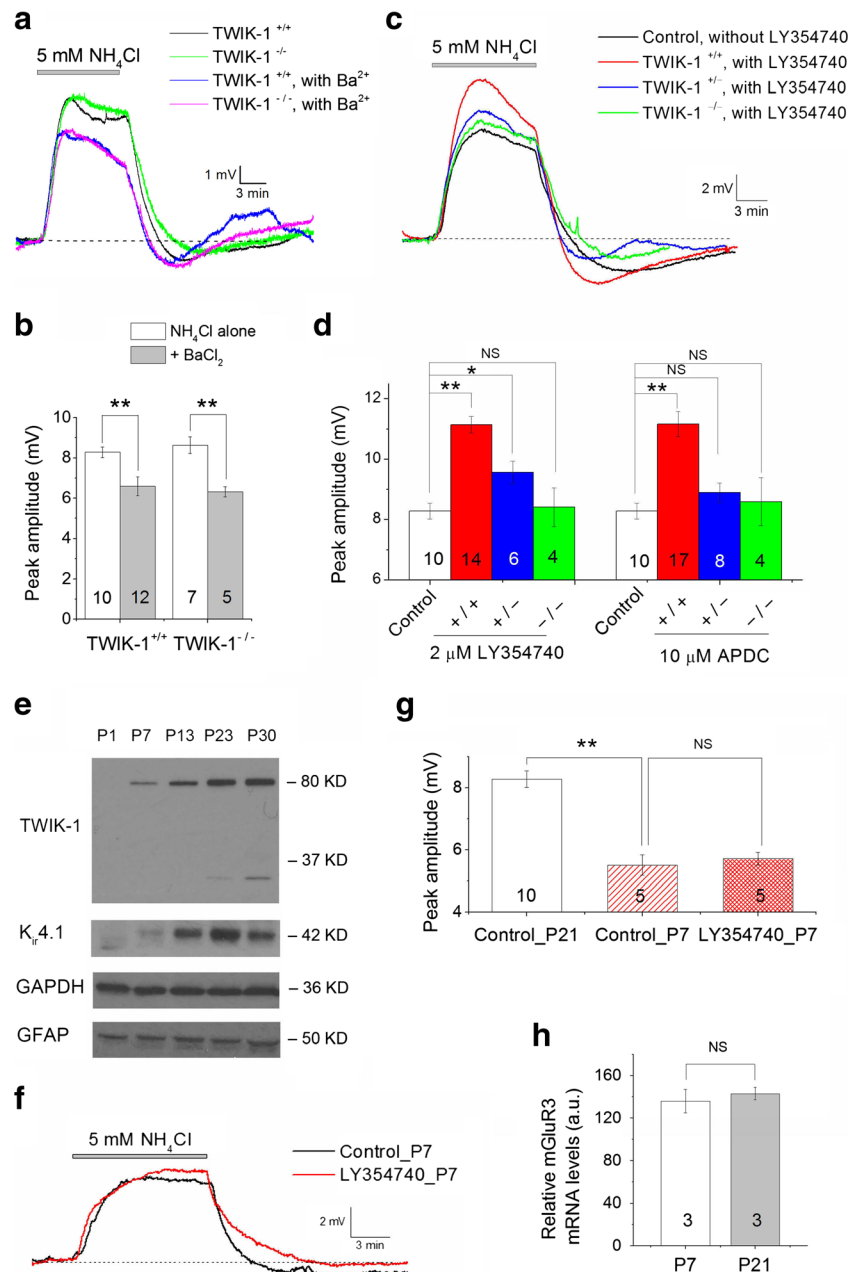 a
TWIK-1 +/+
TWIK-1 -/-
TWIK-1 +/+, with Ba2+
TWIK-1 -/-, with Ba2+
5 mM NH4Cl
1 mV
3 min
c
Control, without LY354740
TWIK-1 +/+, with LY354740
TWIK-1 +/−, with LY354740
TWIK-1 −/−, with LY354740
5 mM NH4Cl
2 mV
3 min
b
NH4Cl alone
+ BaCl2
** **
Peak amplitude (mV)
10
8
6
4
2
0
10 12 7 5
TWIK-1+/+ TWIK-1-/-
d
NS NS
* NS
** **
Peak amplitude (mV)
12
10
8
6
10 14 6 4 10 17 8 4
Control +/+ +/− −/− Control +/+ +/− −/−
2 μM LY354740 10 μM APDC
e
P1 P7 P13 P23 P30
TWIK-1
– 80 KD
– 37 KD
Kir4.1 – 42 KD
GAPDH – 36 KD
GFAP – 50 KD
g
** NS
Peak amplitude (mV)
8
6
4
10 5 5
Control_P21 Control_P7 LY354740_P7
f
5 mM NH4Cl
Control_P7
LY354740_P7
2 mV
3 min
h
NS
Relative mGluR3
mRNA levels (a.u.)
160
120
80
40
0
3 3
P7 P21